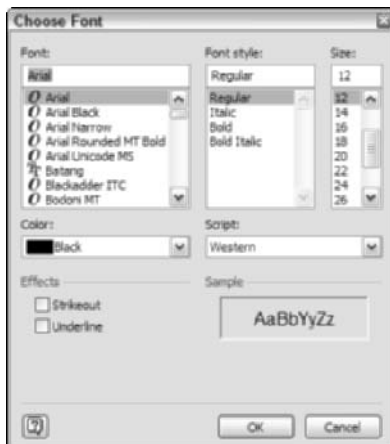 Choose Font
Font: Font style: Size:
Arial Regular 12
Arial Regular 12
Arial Black Italic 14
Arial Narrow Bold 16
Arial Rounded MT Bold Bold Italic 18
Arial Unicode MS 20
Batang 22
Blackadder ITC 24
Bodoni MT 26
Color: Script:
Black Western
Effects Sample
Strikeout
AaBbYyZz
Underline
OK Cancel